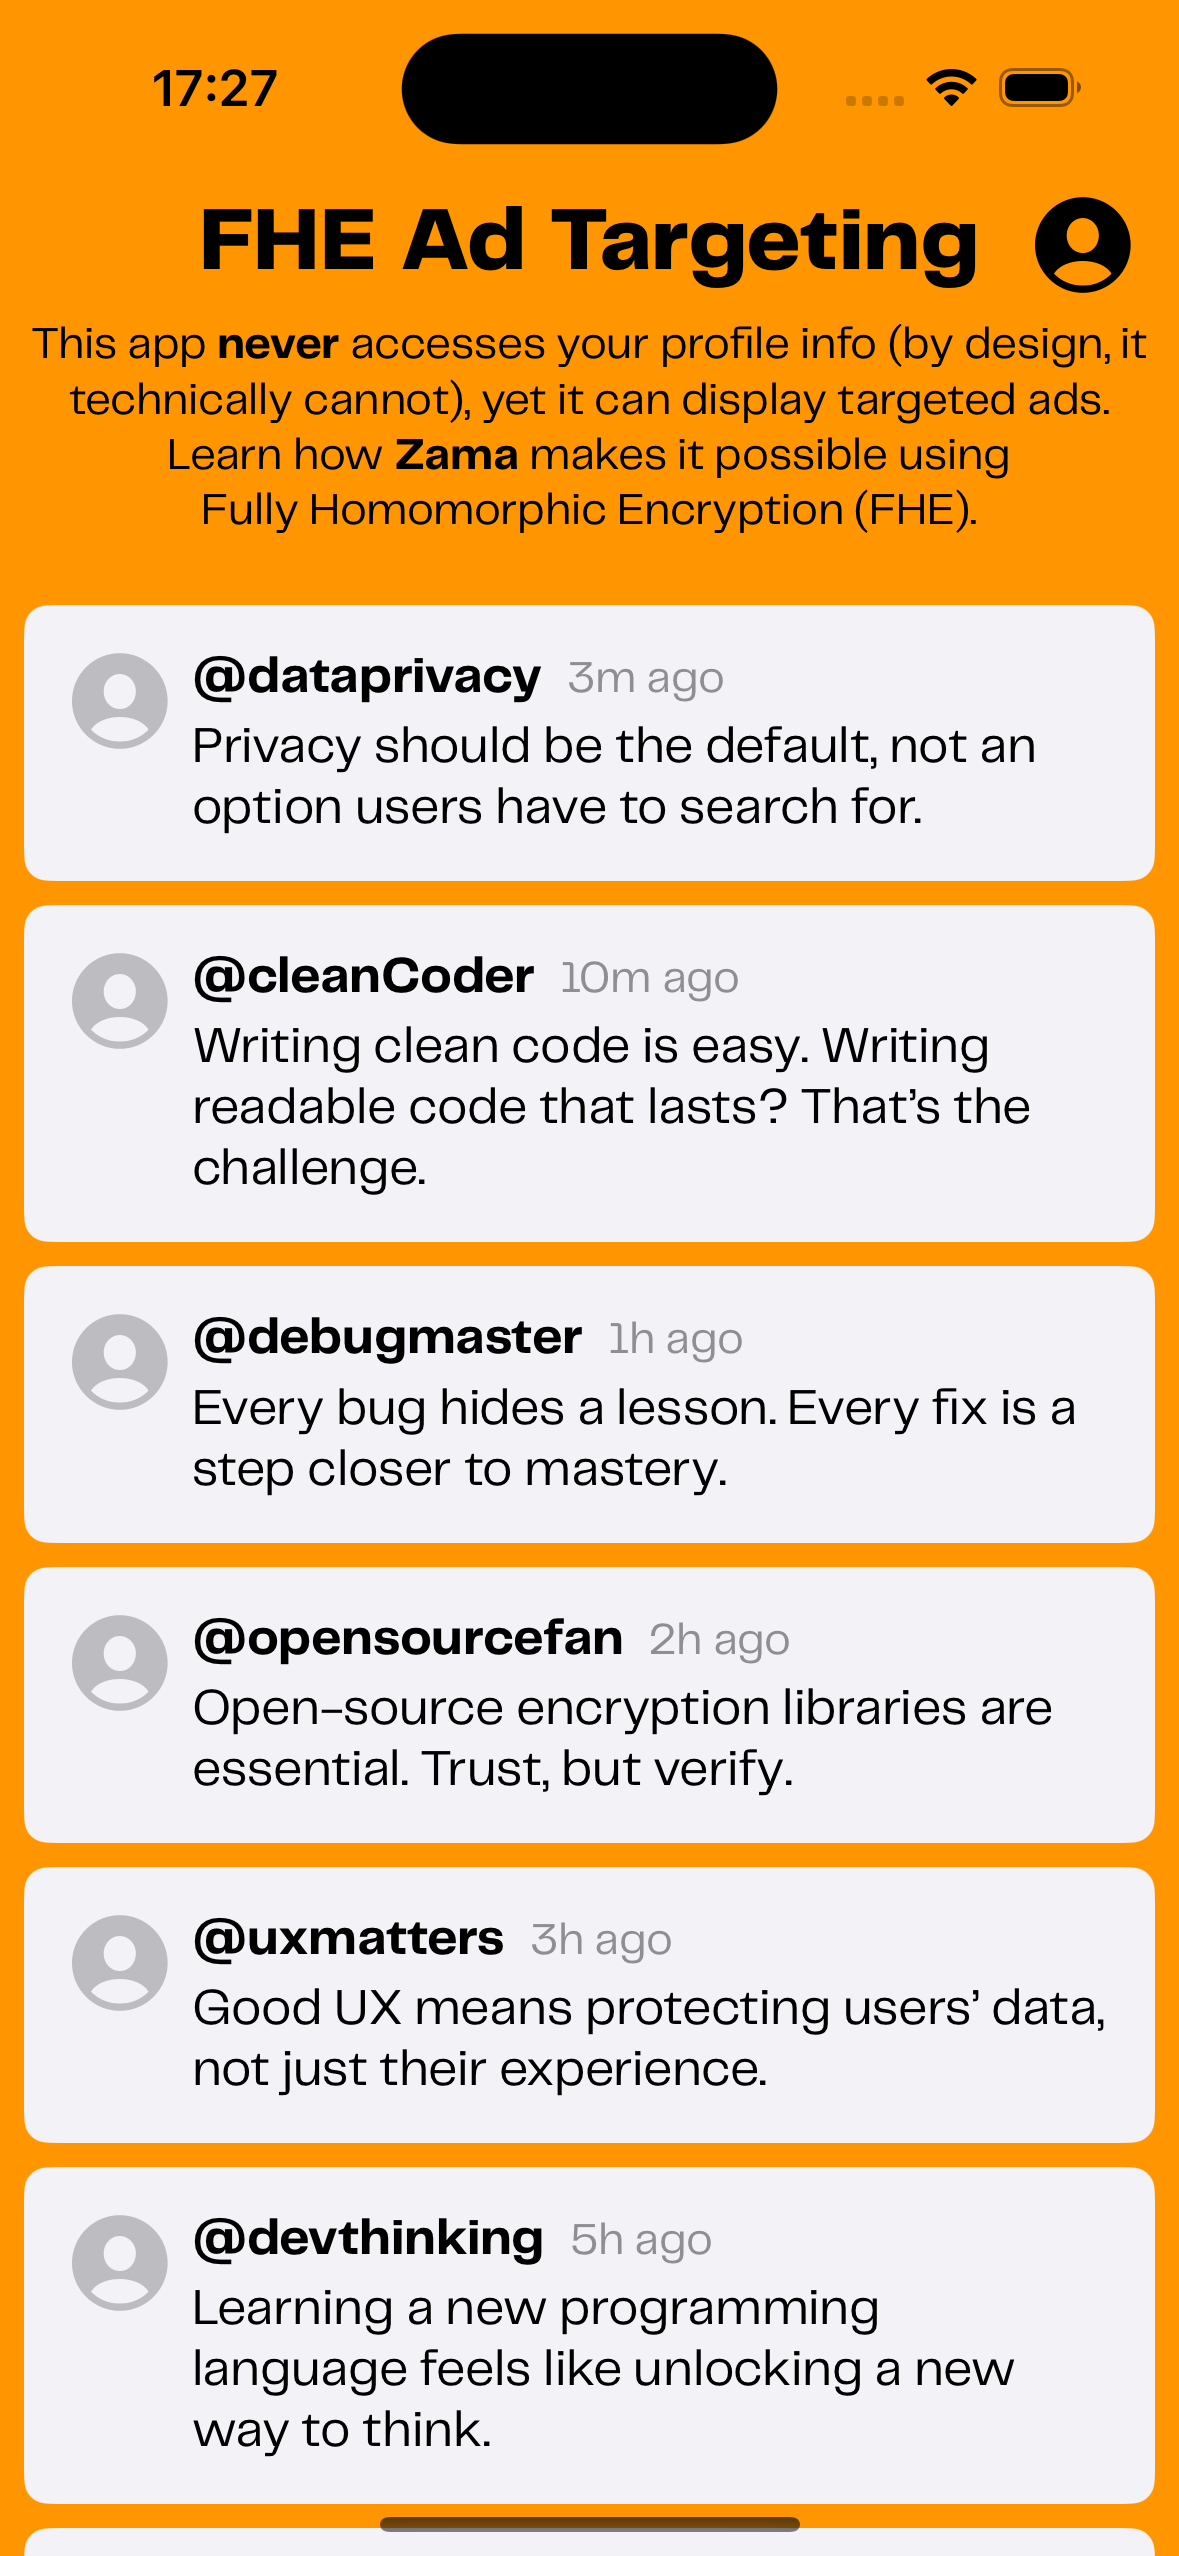 17:27
FHE Ad Targeting
This app never accesses your profile info (by design, it
technically cannot), yet it can display targeted ads.
Learn how Zama makes it possible using
Fully Homomorphic Encryption (FHE).
@dataprivacy 3m ago
Privacy should be the default, not an
option users have to search for.
@cleanCoder 10m ago
Writing clean code is easy. Writing
readable code that lasts? That’s the
challenge.
@debugmaster 1h ago
Every bug hides a lesson. Every fix is a
step closer to mastery.
@opensourcefan 2h ago
Open-source encryption libraries are
essential. Trust, but verify.
@uxmatters 3h ago
Good UX means protecting users’ data,
not just their experience.
@devthinking 5h ago
Learning a new programming
language feels like unlocking a new
way to think.